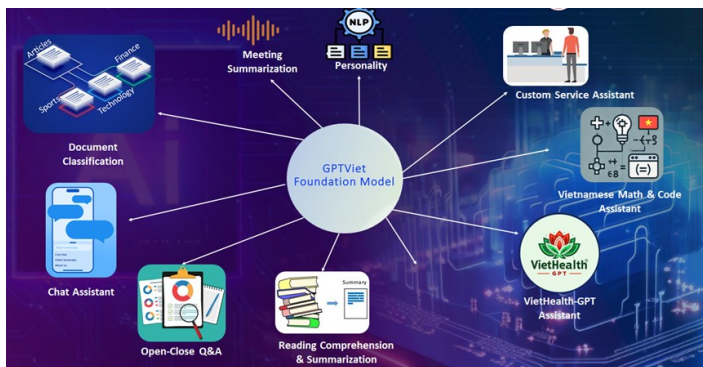 Articles
Finance
Sports
Technology
Document
Classification
Meeting
Summarization
NLP
Personality
Custom Service Assistant
GPTViet
Foundation Model
Vietnamese Math & Code
Assistant
Chat Assistant
Open-Close Q&A
Summary
Reading Comprehension
& Summarization
VietHealth
GPT
VietHealth-GPT
Assistant
Ai